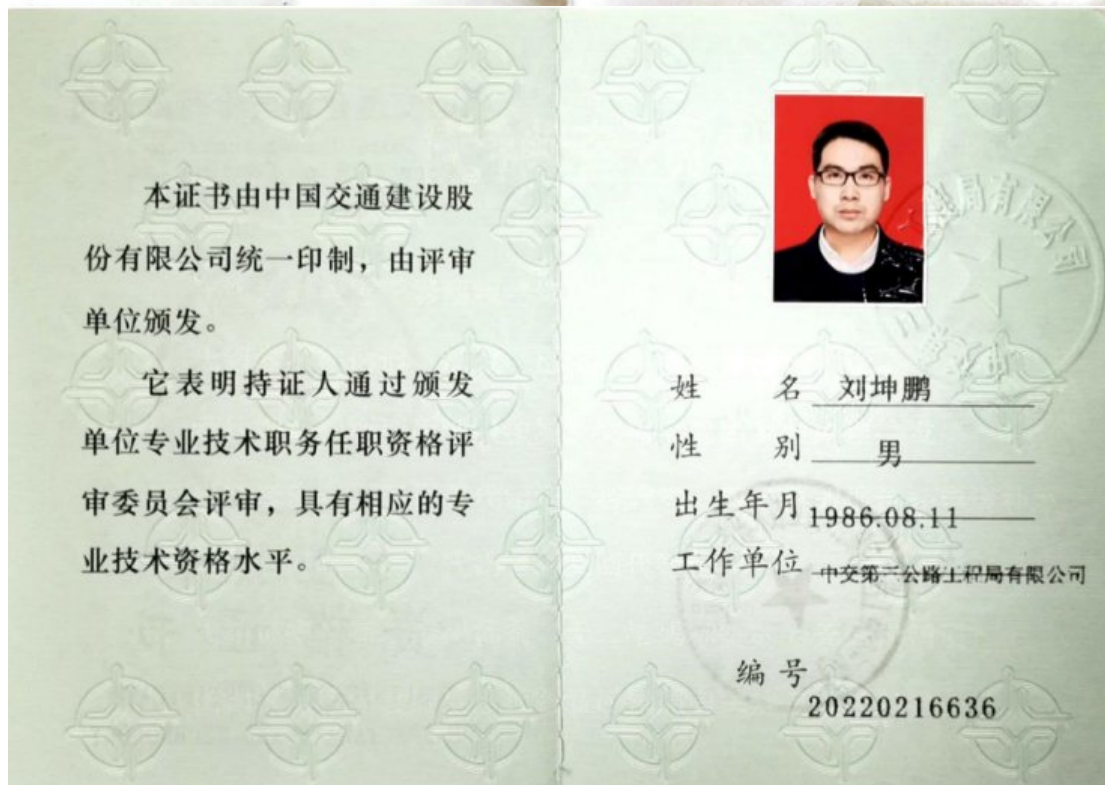 本证书由中国交通建设股
份有限公司统一印制，由评审
单位颁发。
它表明持证人通过颁发
单位专业技术职务任职资格评
审委员会评审，具有相应的专
业技术资格水平。
姓 名 刘坤鹏
性 别 男
出生年月 1986.08.11
工作单位 中交第三公路工程局有限公司
编号
20220216636